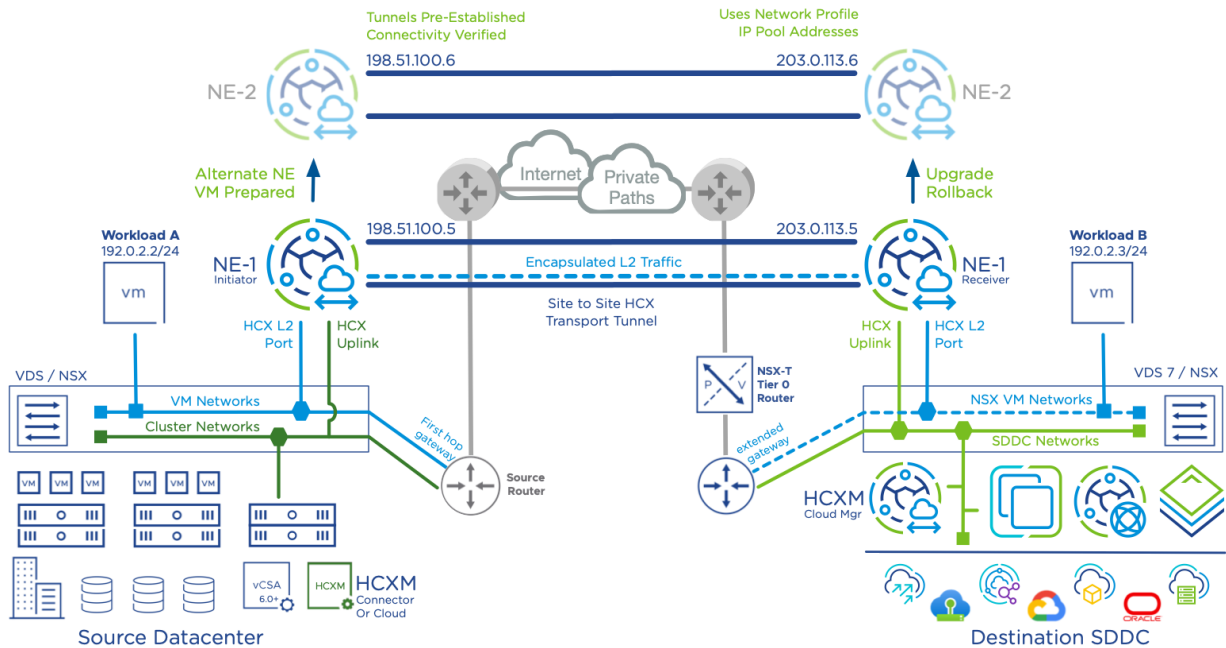 Tunnels Pre-Established
Connectivity Verified
Uses Network Profile
IP Pool Addresses
198.51.100.6
203.0.113.6
NE-2
NE-2
Internet
Private
Paths
Alternate NE
VM Prepared
Upgrade
Rollback
198.51.100.5
203.0.113.5
Workload A
192.0.2.2/24
vm
NE-1
Initiator
Encapsulated L2 Traffic
Site to Site HCX
Transport Tunnel
NE-1
Receiver
Workload B
192.0.2.3/24
vm
HCX L2
Port
HCX
Uplink
HCX
Uplink
HCX L2
Port
P V
NSX-T
Tier 0
Router
VDS / NSX
VDS 7 / NSX
VM Networks
Cluster Networks
First hop
gateway
extended
gateway
NSX VM Networks
SDDC Networks
Source
Router
VM VM VM
VM VM VM
HCXM
Cloud Mgr
vCSA
6.0+
HCXM
HCXM
Connector
Or Cloud
ORACLE
Source Datacenter
Destination SDDC